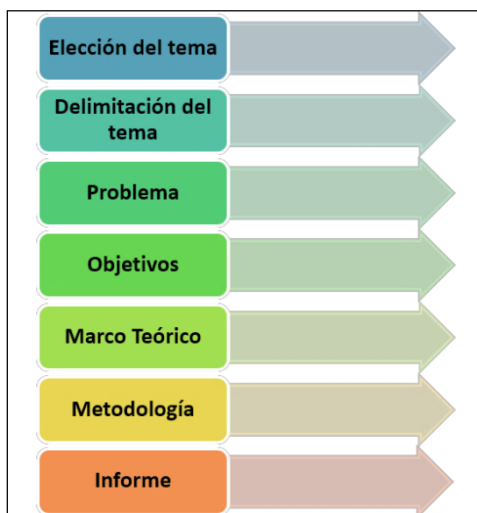 Elección del tema
Delimitación del
tema
Problema
Objetivos
Marco Teórico
Metodología
Informe